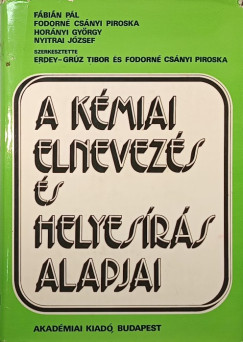 FÁBIÁN PÁL
FODORNÉ CSÁNYI PIROSKA
HORÁNYI GYÖRGY
NYITRAI JÓZSEF
SZERKESZTETTE
ERDEY-GRÚZ TIBOR ÉS FODORNÉ CSÁNYI PIROSKA
A KÉMIAI
ELNEVEZÉS
ÉS
HELYESÍRÁS
ALAPJAI
AKADÉMIAI KIADÓ, BUDAPEST